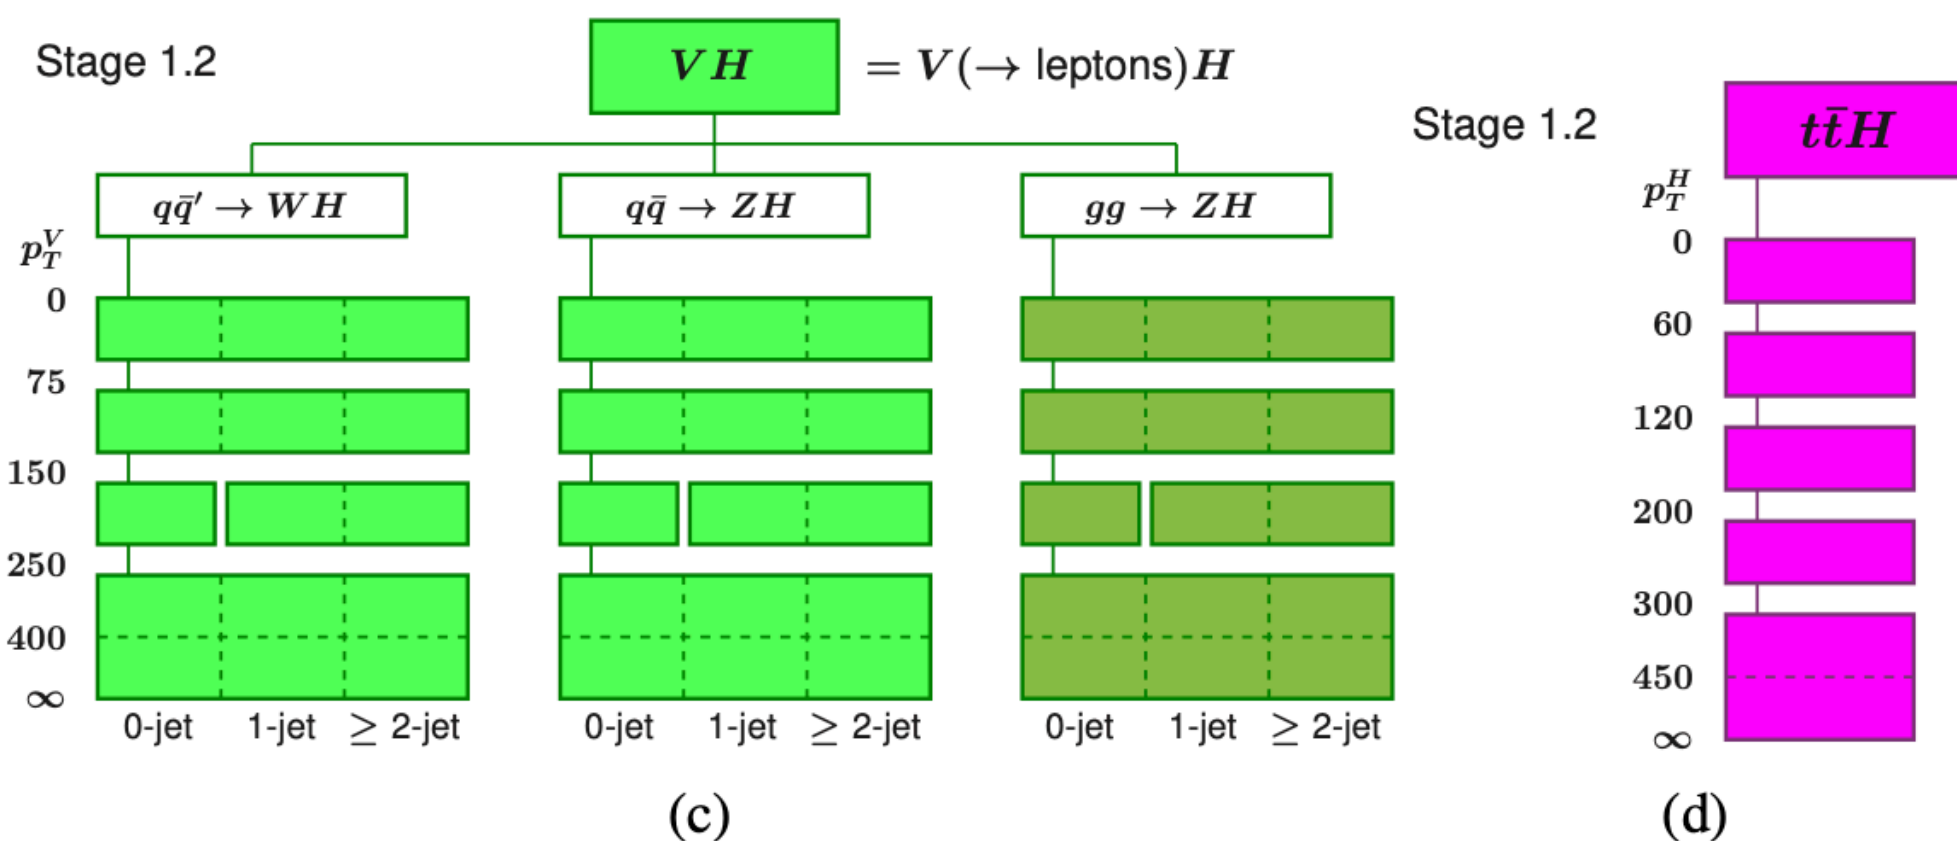 Stage 1.2
VH = V(→ leptons)H
qq̄′ → WH
qq̄ → ZH
gg → ZH
p_T^V
0
75
150
250
400
∞
0-jet 1-jet ≥ 2-jet
0-jet 1-jet ≥ 2-jet
0-jet 1-jet ≥ 2-jet
(c)
Stage 1.2
tt̄H
p_T^H
0
60
120
200
300
450
∞
(d)